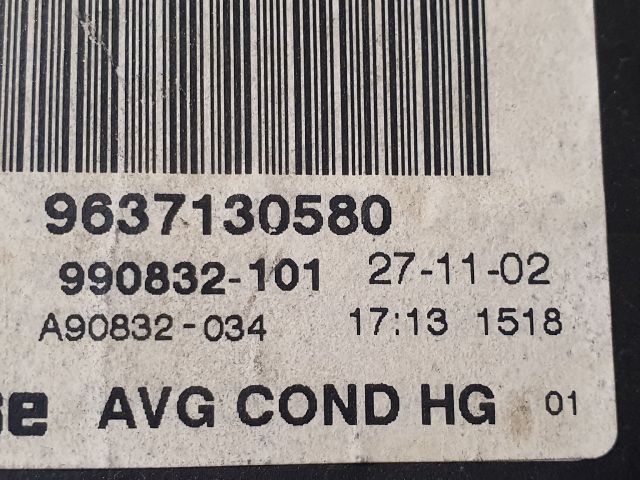 9637130580
990832-101 27-11-02
A90832-034 17:13 1518
AVG COND HG 01